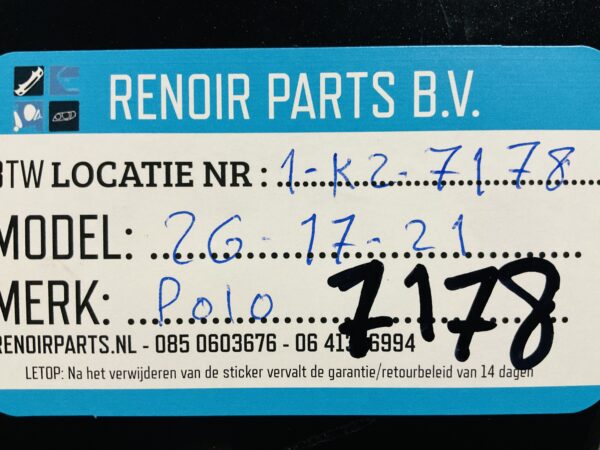 RENOIR PARTS B.V.
BTW LOCATIE NR : 1-K2-7178
MODEL: 2G-17-21
MERK: Polo 7178
RENOIRPARTS.NL - 085 0603676 - 06 6994
LETOP: Na het verwijderen van de sticker vervalt de garantie/retourbeleid van 14 dagen